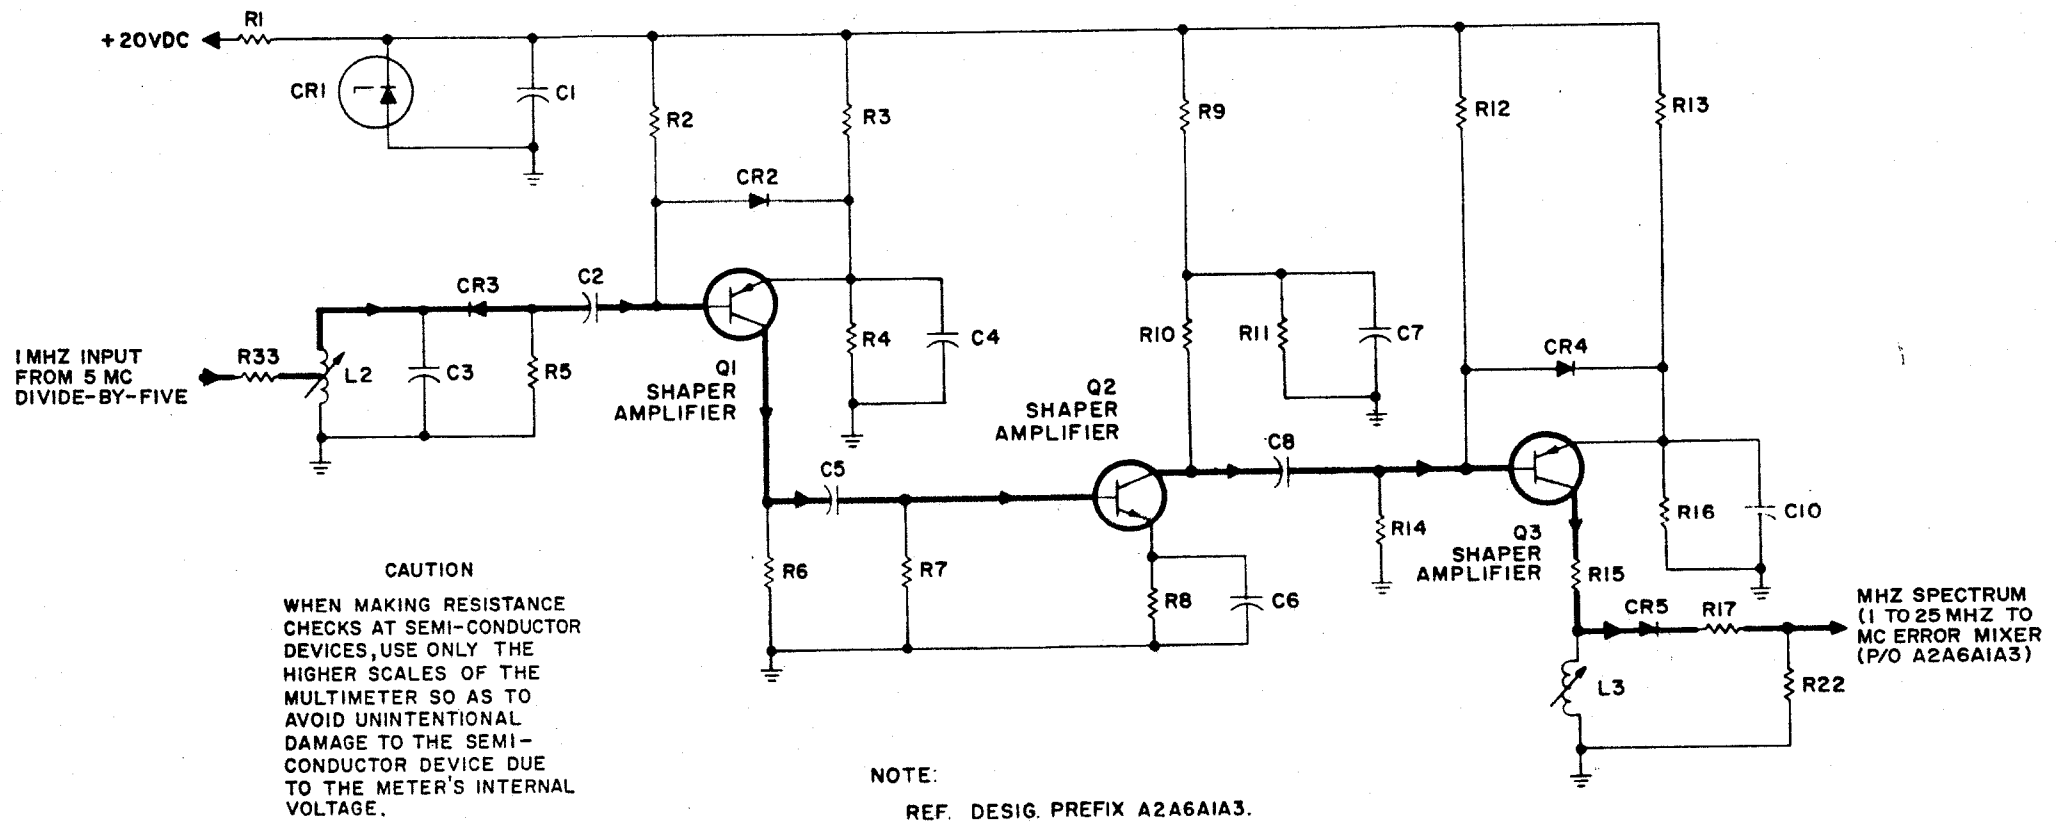 R1
+20VDC
CR1
C1
R2
R3
R9
R12
R13
CR2
CR3
C2
1MHZ INPUT
FROM 5 MC
DIVIDE-BY-FIVE
R33
L2
C3
R5
Q1
SHAPER
AMPLIFIER
R4
C4
R10
R11
C7
CR4
Q2
SHAPER
AMPLIFIER
C5
C8
R6
R7
R8
C6
R14
Q3
SHAPER
AMPLIFIER
R16
C10
R15
CR5
R17
MHZ SPECTRUM
(1 TO 25 MHZ TO
MC ERROR MIXER
(P/O A2A6A1A3)
L3
R22
CAUTION
WHEN MAKING RESISTANCE
CHECKS AT SEMI-CONDUCTOR
DEVICES,USE ONLY THE
HIGHER SCALES OF THE
MULTIMETER SO AS TO
AVOID UNINTENTIONAL
DAMAGE TO THE SEMI-
CONDUCTOR DEVICE DUE
TO THE METER'S INTERNAL
VOLTAGE.
NOTE:
REF. DESIG. PREFIX A2A6A1A3.